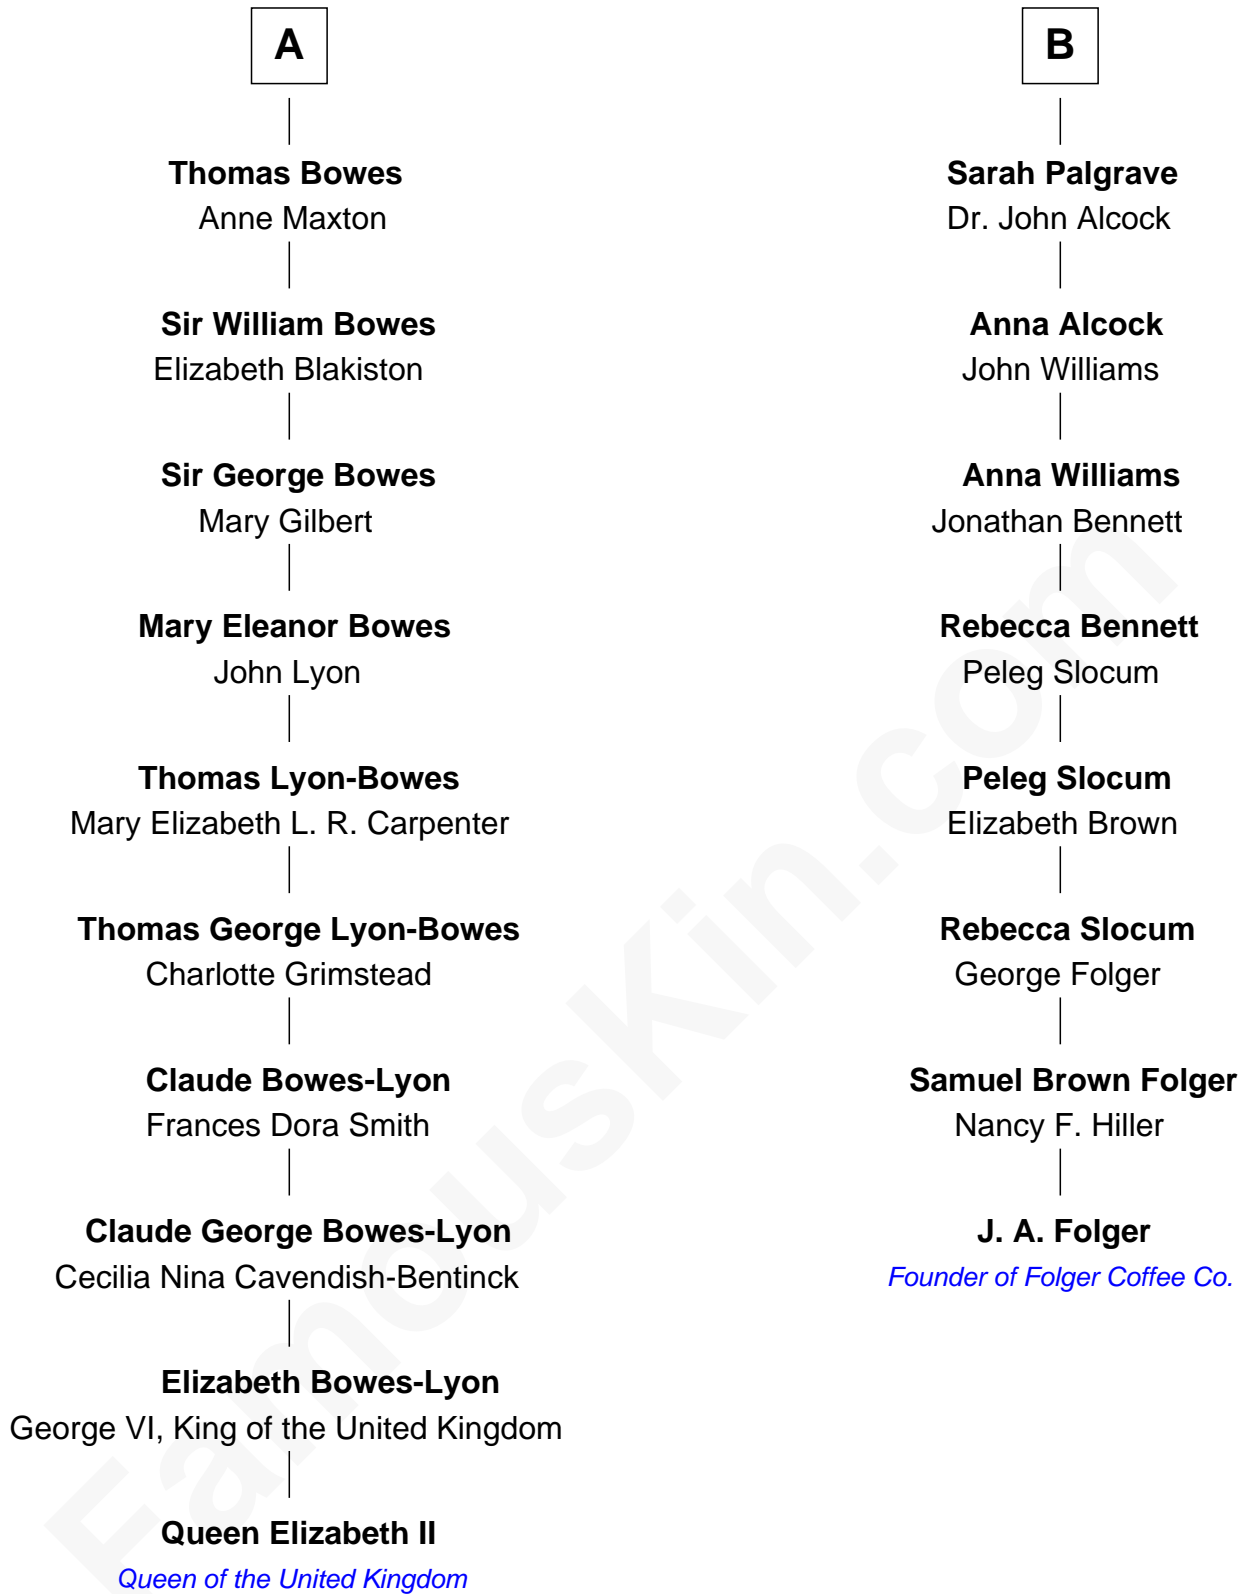 A
Thomas Bowes
Anne Maxton
Sir William Bowes
Elizabeth Blakiston
Sir George Bowes
Mary Gilbert
Mary Eleanor Bowes
John Lyon
Thomas Lyon-Bowes
Mary Elizabeth L. R. Carpenter
Thomas George Lyon-Bowes
Charlotte Grimstead
Claude Bowes-Lyon
Frances Dora Smith
Claude George Bowes-Lyon
Cecilia Nina Cavendish-Bentinck
Elizabeth Bowes-Lyon
George VI, King of the United Kingdom
Queen Elizabeth II
Queen of the United Kingdom
B
Sarah Palgrave
Dr. John Alcock
Anna Alcock
John Williams
Anna Williams
Jonathan Bennett
Rebecca Bennett
Peleg Slocum
Peleg Slocum
Elizabeth Brown
Rebecca Slocum
George Folger
Samuel Brown Folger
Nancy F. Hiller
J. A. Folger
Founder of Folger Coffee Co.
FamousKin.com